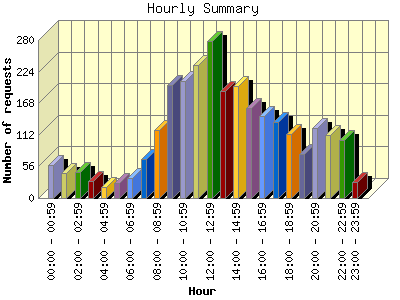 Hourly Summary
Number of requests
280
224
168
112
56
0
00:00 - 00:59
02:00 - 02:59
04:00 - 04:59
06:00 - 06:59
08:00 - 08:59
10:00 - 10:59
12:00 - 12:59
14:00 - 14:59
16:00 - 16:59
18:00 - 18:59
20:00 - 20:59
22:00 - 22:59
23:00 - 23:59
Hour